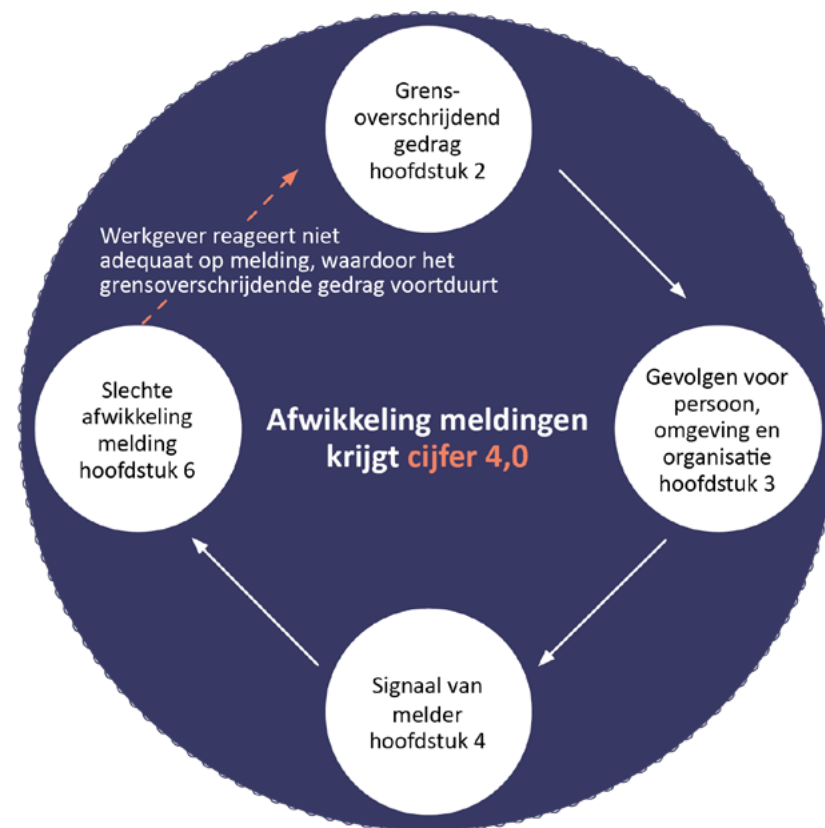 Grens-
overschrijdend
gedrag
hoofdstuk 2
Werkgever reageert niet
adequaat op melding, waardoor het
grensoverschrijdende gedrag voortduurt
Slechte
afwikkeling
melding
hoofdstuk 6
Afwikkeling meldingen
krijgt cijfer 4,0
Gevolgen voor
persoon,
omgeving en
organisatie
hoofdstuk 3
Signaal van
melder
hoofdstuk 4